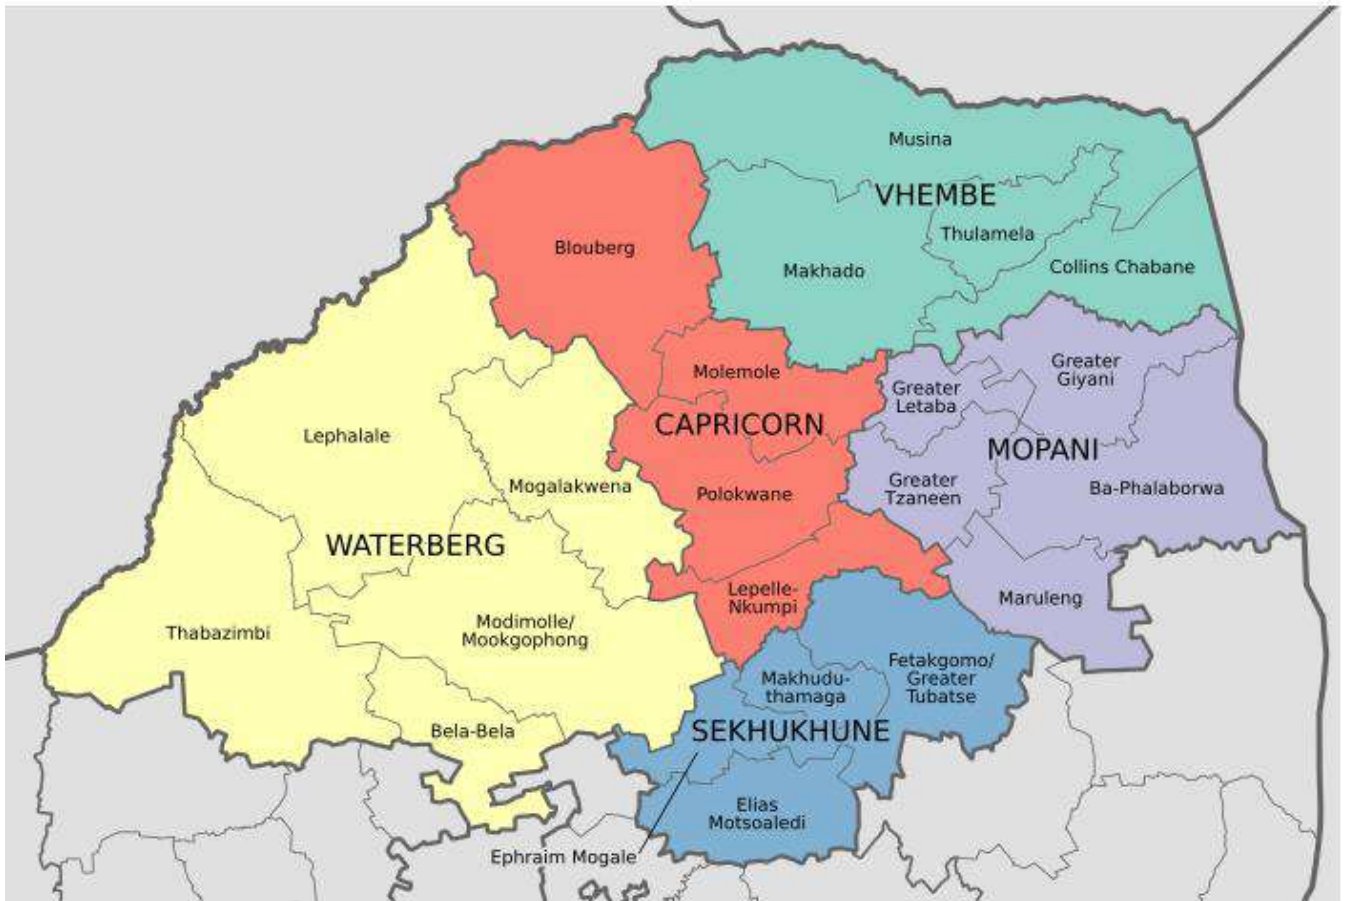 Musina
VHEMBE
Thulamela
Blouberg
Makhado
Collins Chabane
Molemole
Greater
Letaba
Greater
Giyani
CAPRICORN
MOPANI
Lephalale
Mogalakwena
Polokwane
Greater
Tzaneen
Ba-Phalaborwa
WATERBERG
Lepelle-
Nkumpi
Maruleng
Thabazimbi
Modimolle/
Mookgophong
Makhudu-
thamaga
Fetakgomo/
Greater
Tubatse
Bela-Bela
SEKHUKHUNE
Elias
Motsoaledi
Ephraim Mogale